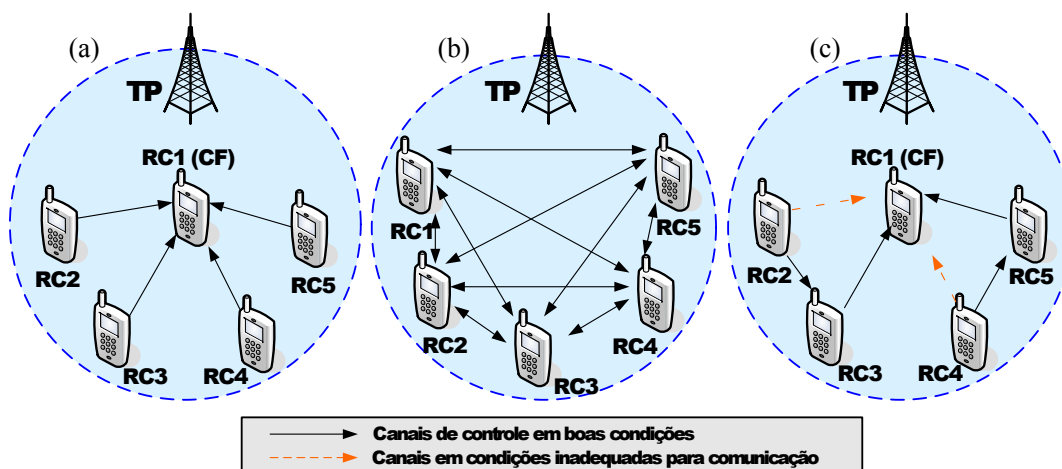 (a)
TP
RC1 (CF)
RC2
RC3
RC4
RC5
(b)
TP
RC1
RC2
RC3
RC4
RC5
(c)
TP
RC1 (CF)
RC2
RC3
RC4
RC5
Canais de controle em boas condições
Canais em condições inadequadas para comunicação